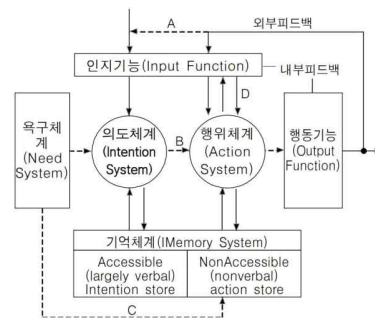 A
외부피드백
인지기능(Input Function)
내부피드백
D
욕구체
계
(Need
System)
의도체계
(Intention
System)
B
행위체계
(Action
System)
행동기능
(Output
Function)
기억체계(IMemory System)
Accessible
(largely verbal)
Intention store
NonAccessible
(nonverbal)
action store
C